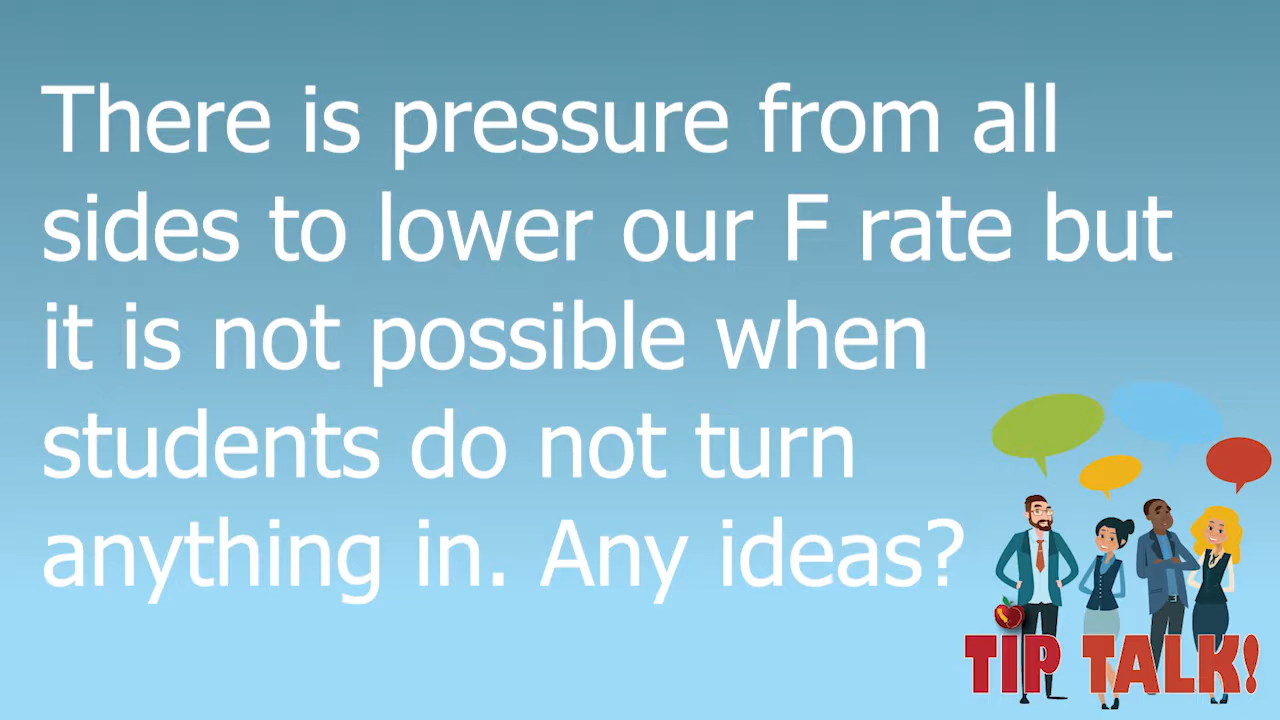 There is pressure from all
sides to lower our F rate but
it is not possible when
students do not turn
anything in. Any ideas?
TIP TALK!